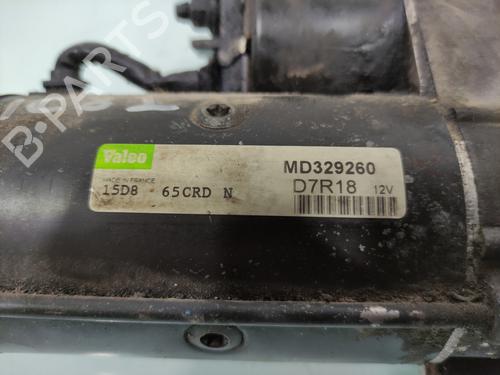 B-PARTS
Valeo
MADE IN FRANCE
MD329260
15D8 65CRD N
D7R18 12V